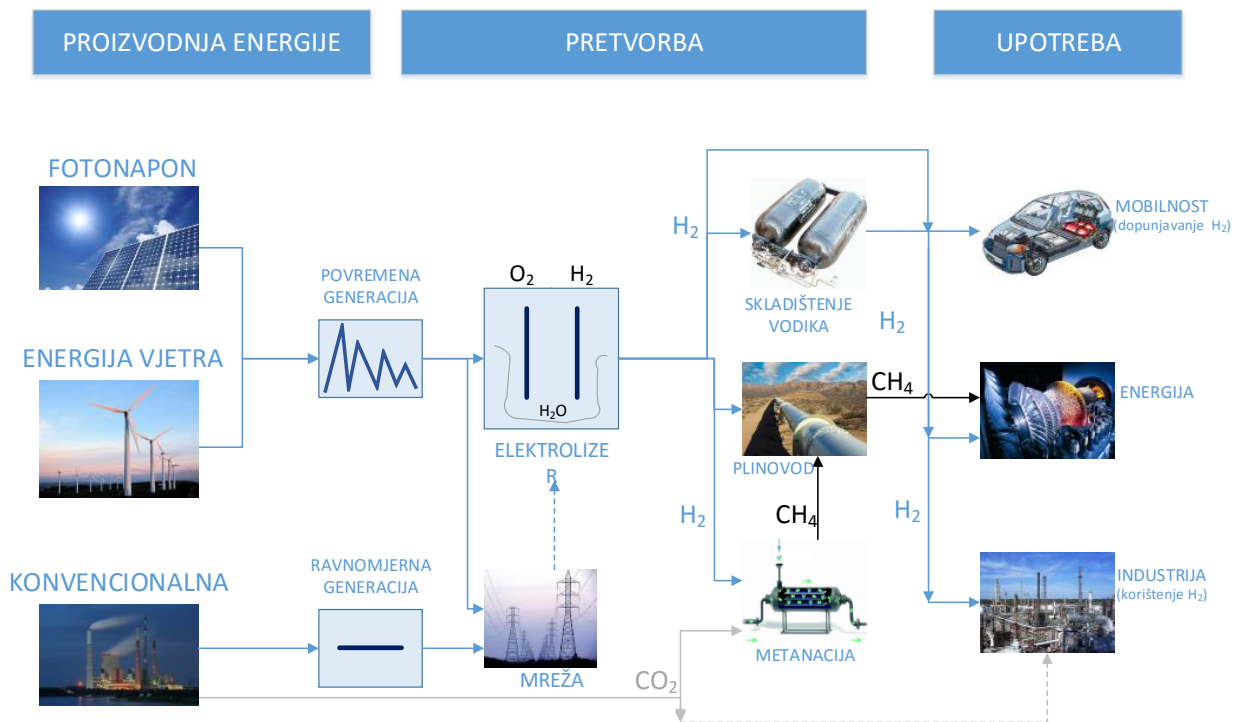 PROIZVODNJA ENERGIJE
PRETVORBA
UPOTREBA
FOTONAPON
ENERGIJA VJETRA
KONVENCIONALNA
POVREMENA
GENERACIJA
RAVNOMJERNA
GENERACIJA
O₂
H₂
H₂O
ELEKTROLIZE
R
MREŽA
CO₂
H₂
H₂
SKLADIŠTENJE
VODIKA
PLINOVOD
CH₄
METANACIJA
H₂
CH₄
H₂
MOBILNOST
(dopunjavanje H₂)
ENERGIJA
INDUSTRIJA
(korištenje H₂)